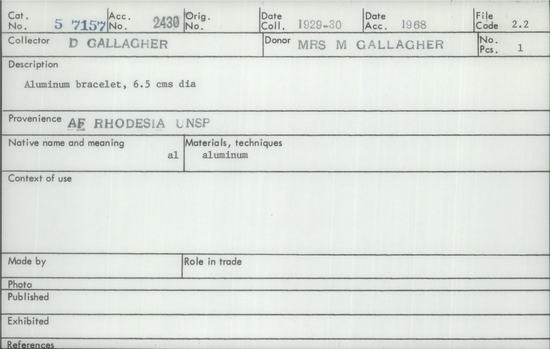 Cat. No. 5 7157 Acc. No. 2430 Orig. No. Date Coll. 1929-30 Date Acc. 1968 File Code 2.2
Collector D GALLAGHER Donor MRS M GALLAGHER No. Pcs. 1
Description
Aluminum bracelet, 6.5 cms dia
Provenience AF RHODESIA UNSP
Native name and meaning Materials, techniques
al aluminum
Context of use
Made by Role in trade
Photo
Published
Exhibited
References